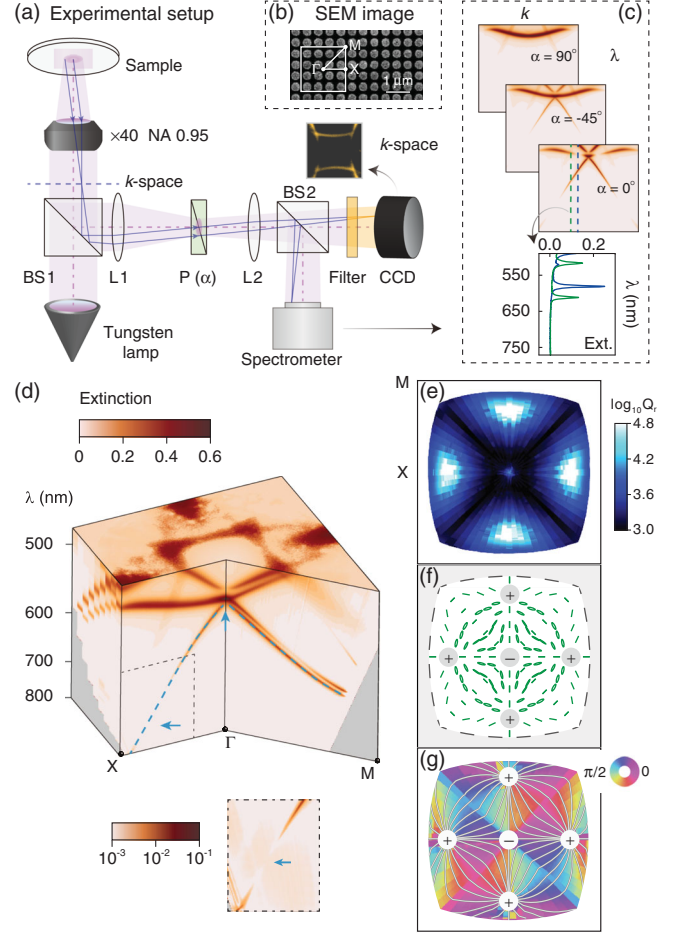 (a) Experimental setup
Sample
×40 NA 0.95
k-space
BS1
L1
P (α)
L2
BS2
Filter
CCD
k-space
Tungsten
lamp
Spectrometer
(b) SEM image
M
Γ
X
1 μm
(c)
k
λ
α = 90°
α = -45°
α = 0°
0.0 0.2
550
650
750
λ (nm)
Ext.
(d)
Extinction
0 0.2 0.4 0.6
λ (nm)
500
600
700
800
X
Γ
M
10⁻³ 10⁻² 10⁻¹
(e)
M
X
log₁₀Qᵣ
4.8
4.2
3.6
3.0
(f)
+
+
−
+
+
(g)
π/2 0
+
+
−
+
+